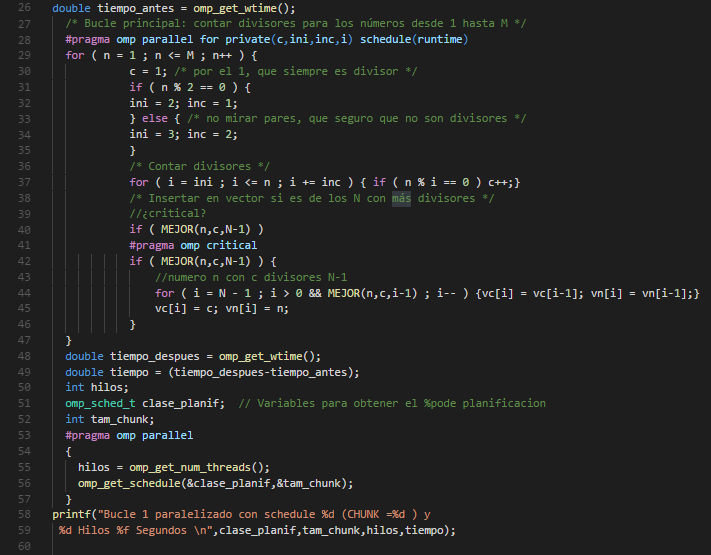 26 double tiempo_antes = omp_get_wtime();
27 /* Bucle principal: contar divisores para los números desde 1 hasta M */
28 #pragma omp parallel for private(c,ini,inc,i) schedule(runtime)
29 for ( n = 1 ; n <= M ; n++ ) {
30 c = 1; /* por el 1, que siempre es divisor */
31 if ( n % 2 == 0 ) {
32 ini = 2; inc = 1;
33 } else { /* no mirar pares, que seguro que no son divisores */
34 ini = 3; inc = 2;
35 }
36 /* Contar divisores */
37 for ( i = ini ; i <= n ; i += inc ) { if ( n % i == 0 ) c++;}
38 /* Insertar en vector si es de los N con más divisores */
39 //¿critical?
40 if ( MEJOR(n,c,N-1) )
41 #pragma omp critical
42 if ( MEJOR(n,c,N-1) ) {
43 //numero n con c divisores N-1
44 for ( i = N - 1 ; i > 0 && MEJOR(n,c,i-1) ; i-- ) {vc[i] = vc[i-1]; vn[i] = vn[i-1];}
45 vc[i] = c; vn[i] = n;
46 }
47 }
48 double tiempo_despues = omp_get_wtime();
49 double tiempo = (tiempo_despues-tiempo_antes);
50 int hilos;
51 omp_sched_t clase_planif; // Variables para obtener el %pode planificacion
52 int tam_chunk;
53 #pragma omp parallel
54 {
55 hilos = omp_get_num_threads();
56 omp_get_schedule(&clase_planif,&tam_chunk);
57 }
58 printf("Bucle 1 paralelizado con schedule %d (CHUNK =%d ) y
59 %d Hilos %f Segundos \n",clase_planif,tam_chunk,hilos,tiempo);
60